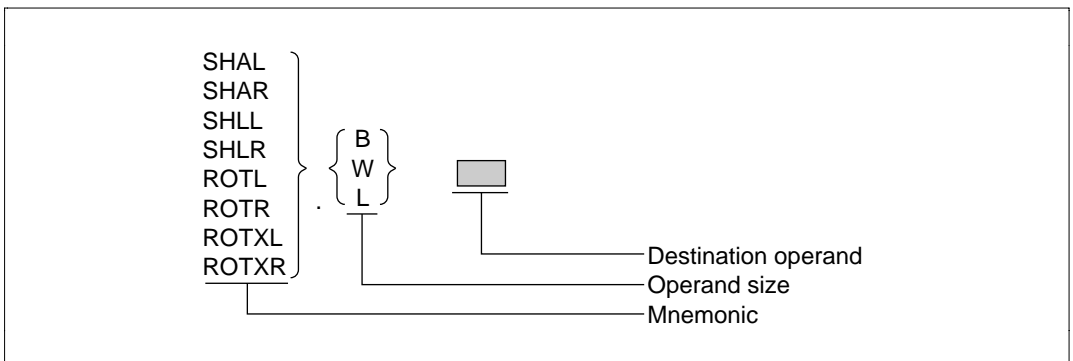 SHAL
SHAR
SHLL
SHLR
ROTL
ROTR
ROTXL
ROTXR
.
B
W
L
Destination operand
Operand size
Mnemonic